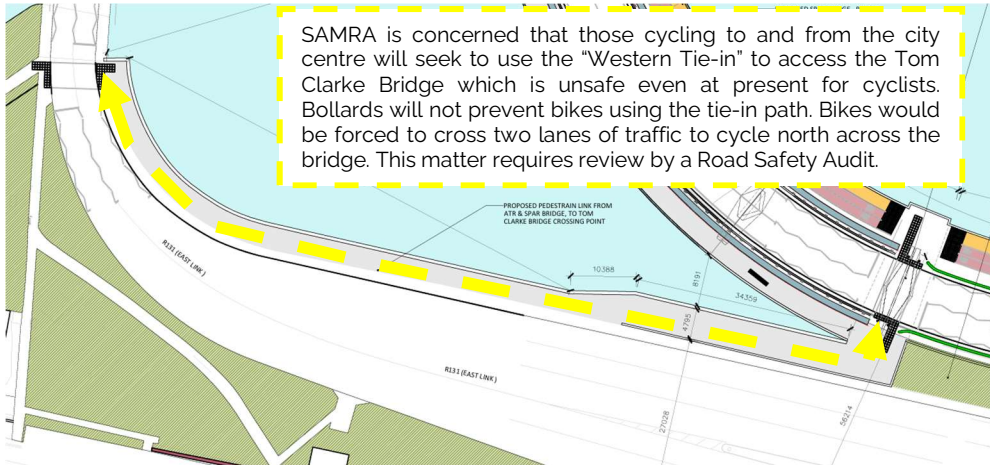 SAMRA is concerned that those cycling to and from the city
centre will seek to use the “Western Tie-in” to access the Tom
Clarke Bridge which is unsafe even at present for cyclists.
Bollards will not prevent bikes using the tie-in path. Bikes would
be forced to cross two lanes of traffic to cycle north across the
bridge. This matter requires review by a Road Safety Audit.
PROPOSED PEDESTRAIN LINK FROM
ATR & SPAR BRIDGE, TO TOM
CLARKE BRIDGE CROSSING POINT
R131 (EAST LINK)
10388
8191
34359
4795
R131 (EAST LINK)
27028
56214